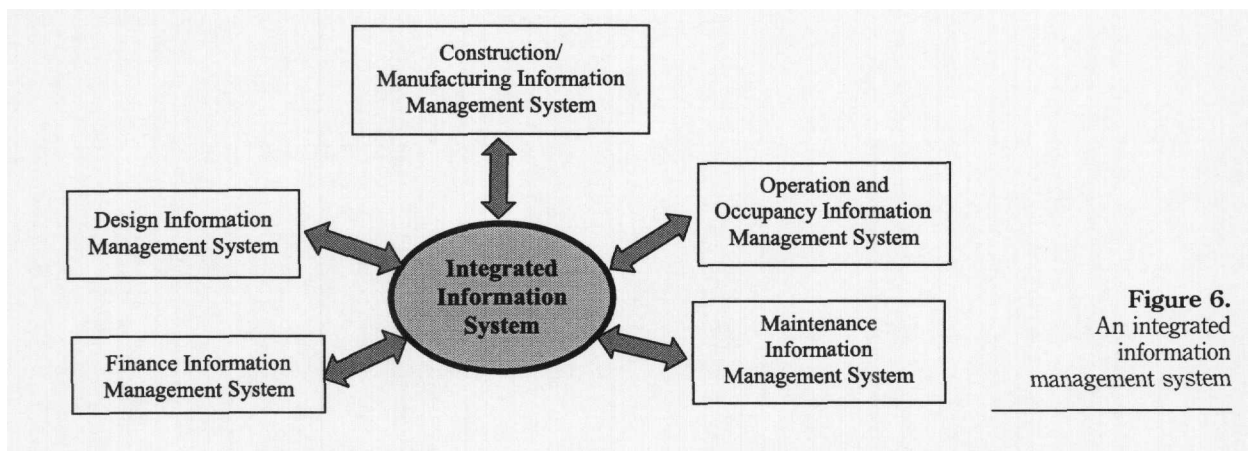 Construction/
Manufacturing Information
Management System
Design Information
Management System
Operation and
Occupancy Information
Management System
Integrated
Information
System
Finance Information
Management System
Maintenance
Information
Management System
Figure 6.
An integrated
information
management system